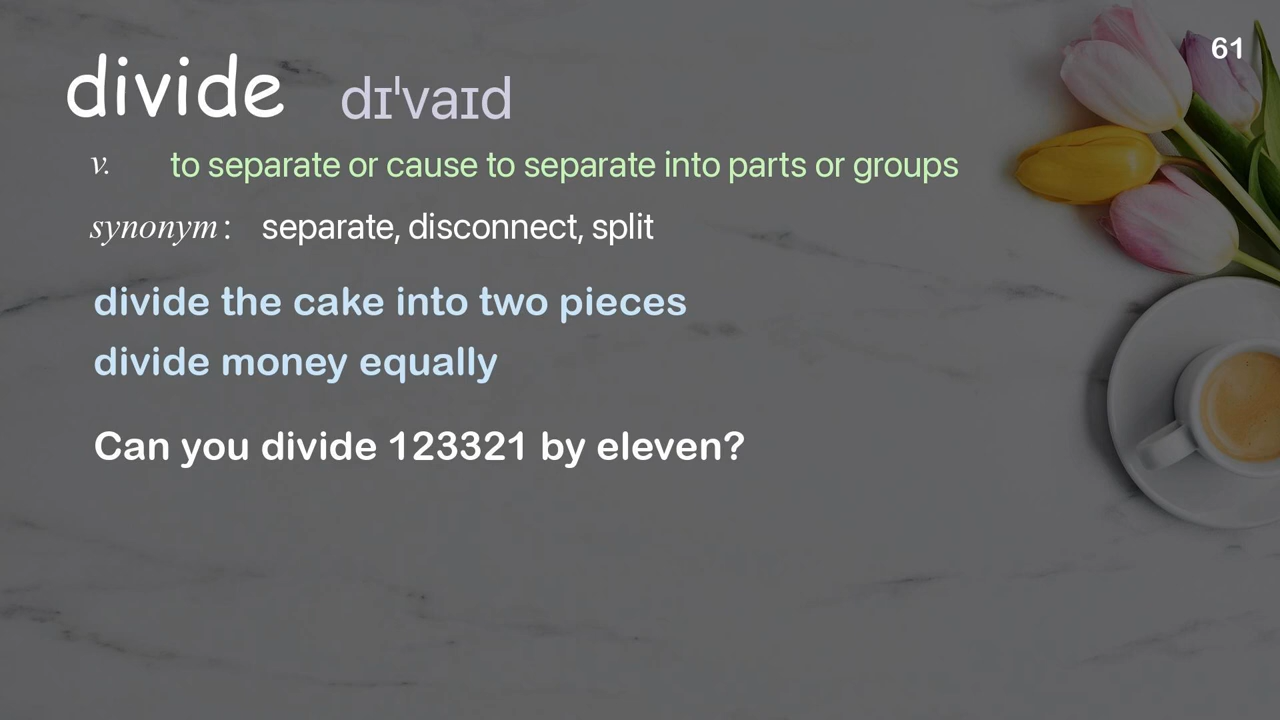 61
divide dɪˈvaɪd
v. to separate or cause to separate into parts or groups
synonym: separate, disconnect, split
divide the cake into two pieces
divide money equally
Can you divide 123321 by eleven?